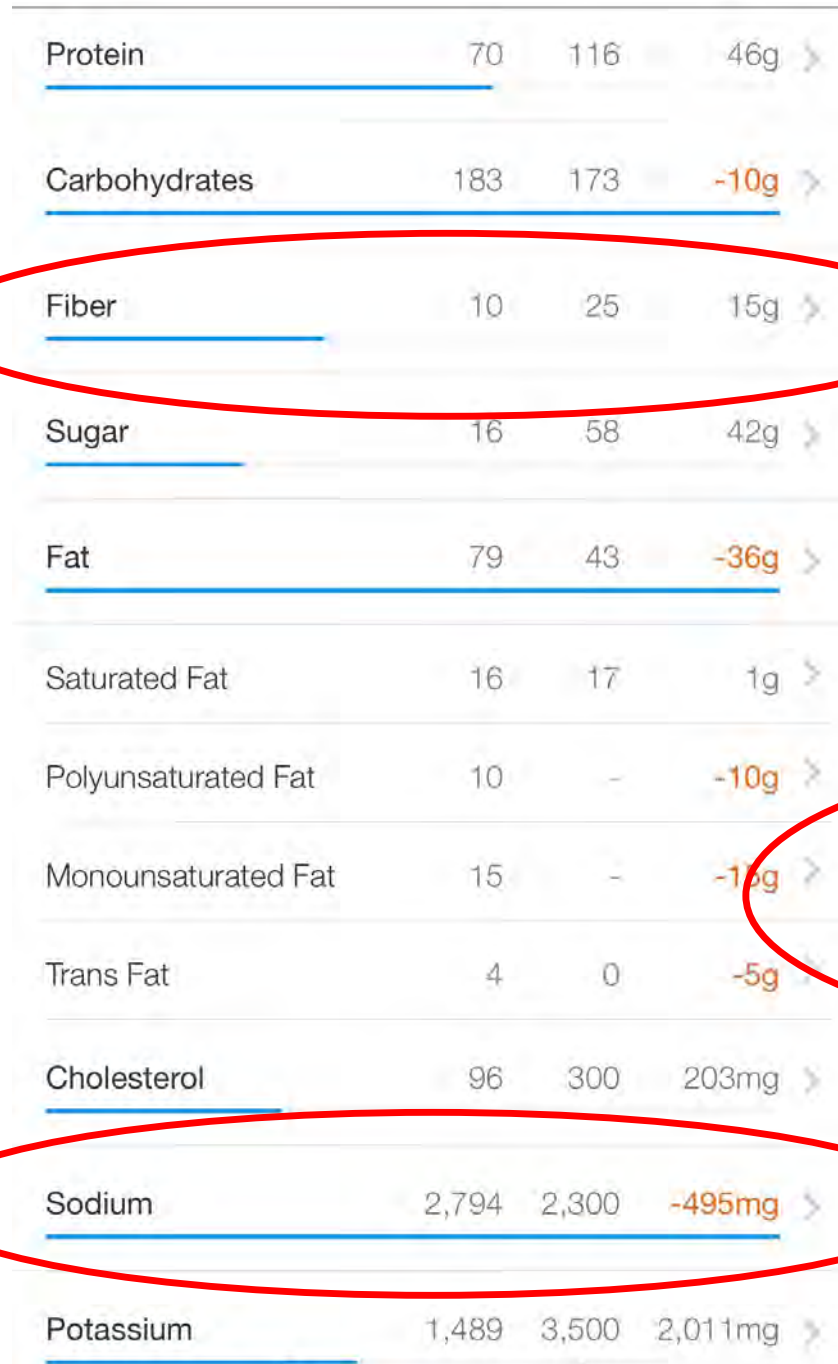 Protein 70 116 46g
Carbohydrates 183 173 -10g
Fiber 10 25 15g
Sugar 16 58 42g
Fat 79 43 -36g
Saturated Fat 16 17 1g
Polyunsaturated Fat 10 - -10g
Monounsaturated Fat 15 - -15g
Trans Fat 4 0 -5g
Cholesterol 96 300 203mg
Sodium 2,794 2,300 -495mg
Potassium 1,489 3,500 2,011mg